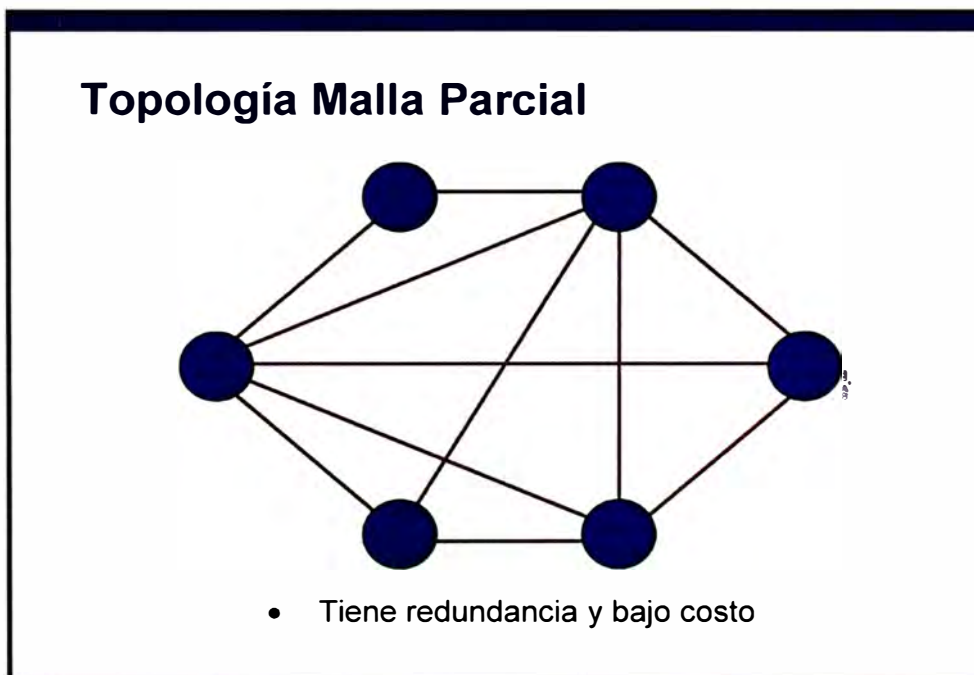 Topología Malla Parcial
• Tiene redundancia y bajo costo